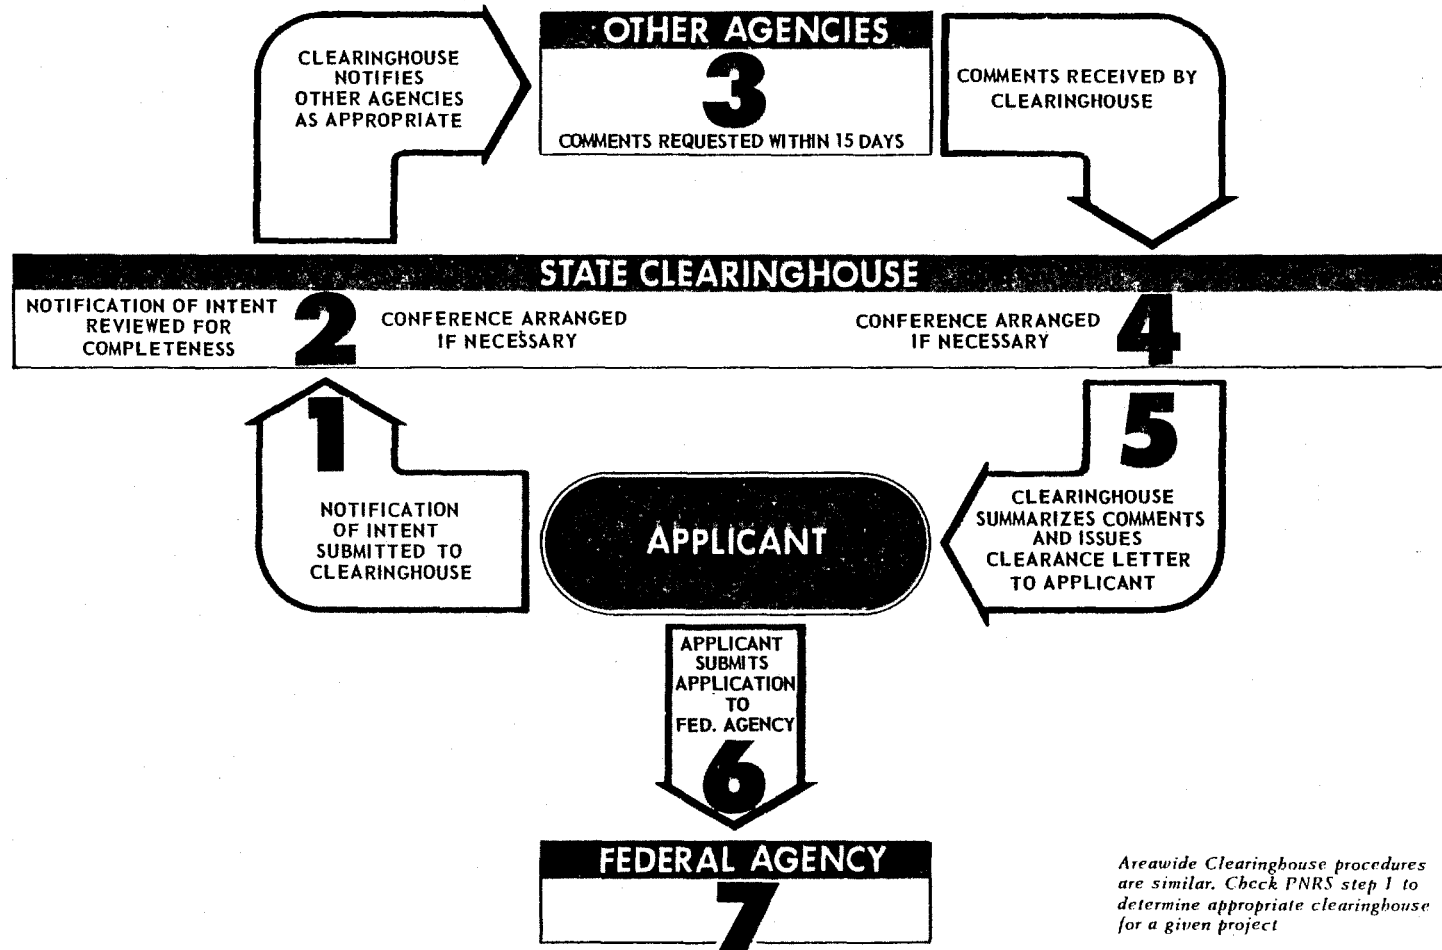 OTHER AGENCIES
3
COMMENTS REQUESTED WITHIN 15 DAYS
CLEARINGHOUSE
NOTIFIES
OTHER AGENCIES
AS APPROPRIATE
COMMENTS RECEIVED BY
CLEARINGHOUSE
STATE CLEARINGHOUSE
NOTIFICATION OF INTENT
REVIEWED FOR
COMPLETENESS
2
CONFERENCE ARRANGED
IF NECESSARY
CONFERENCE ARRANGED
IF NECESSARY
4
1
NOTIFICATION
OF INTENT
SUBMITTED TO
CLEARINGHOUSE
APPLICANT
5
CLEARINGHOUSE
SUMMARIZES COMMENTS
AND ISSUES
CLEARANCE LETTER
TO APPLICANT
APPLICANT
SUBMITS
APPLICATION
TO
FED. AGENCY
6
FEDERAL AGENCY
7
Areawide Clearinghouse procedures
are similar. Check PNRS step 1 to
determine appropriate clearinghouse
for a given project